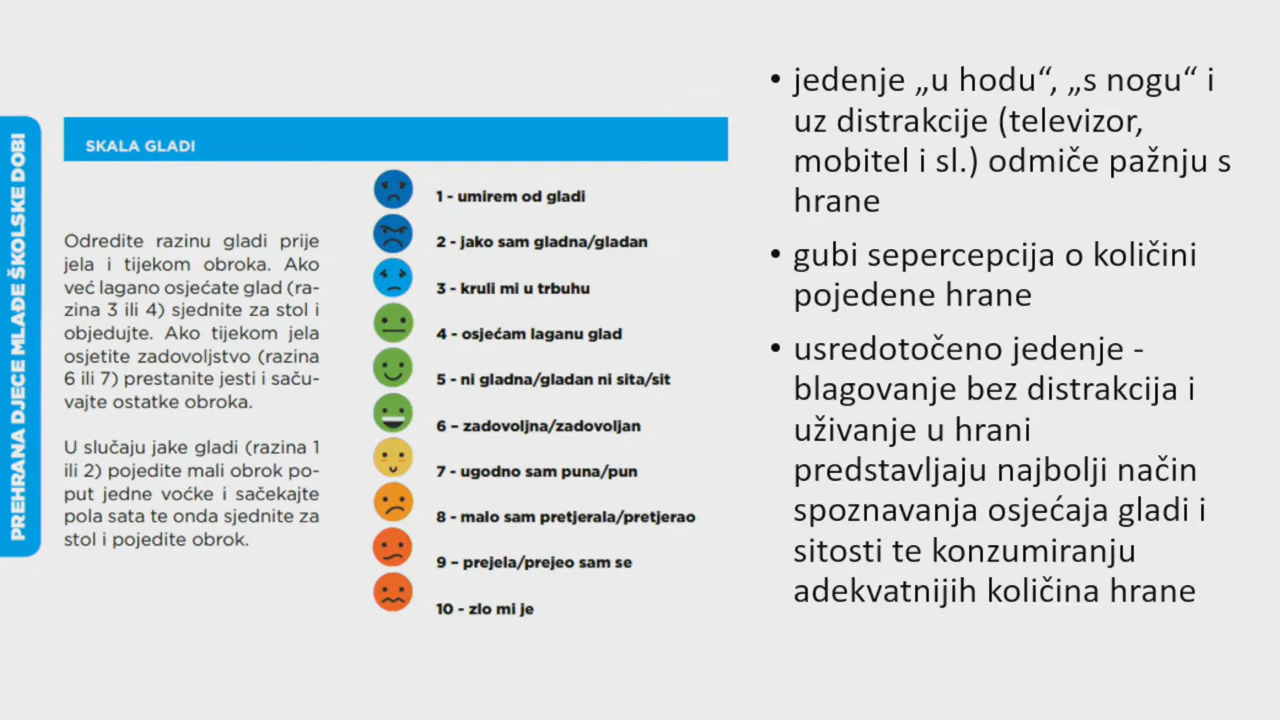 PREHRANA DJECE MLAĐE ŠKOLSKE DOBI
SKALA GLADI
Odredite razinu gladi prije
jela i tijekom obroka. Ako
već lagano osjećate glad (ra-
zina 3 ili 4) sjednite za stol i
objedujte. Ako tijekom jela
osjetite zadovoljstvo (razina
6 ili 7) prestanite jesti i saču-
vajte ostatke obroka.
U slučaju jake gladi (razina 1
ili 2) pojedite mali obrok po-
put jedne voćke i sačekajte
pola sata te onda sjednite za
stol i pojedite obrok.
1 - umirem od gladi
2 - jako sam gladna/gladan
3 - kruli mi u trbuhu
4 - osjećam laganu glad
5 - ni gladna/gladan ni sita/sit
6 – zadovoljna/zadovoljan
7 - ugodno sam puna/pun
8 - malo sam pretjerala/pretjerao
9 – prejela/prejeo sam se
10 - zlo mi je
• jedenje „u hodu“, „s nogu“ i
uz distrakcije (televizor,
mobitel i sl.) odmiče pažnju s
hrane
• gubi sepercepcija o količini
pojedene hrane
• usredotočeno jedenje -
blagovanje bez distrakcija i
uživanje u hrani
predstavljaju najbolji način
spoznavanja osjećaja gladi i
sitosti te konzumiranju
adekvatnijih količina hrane